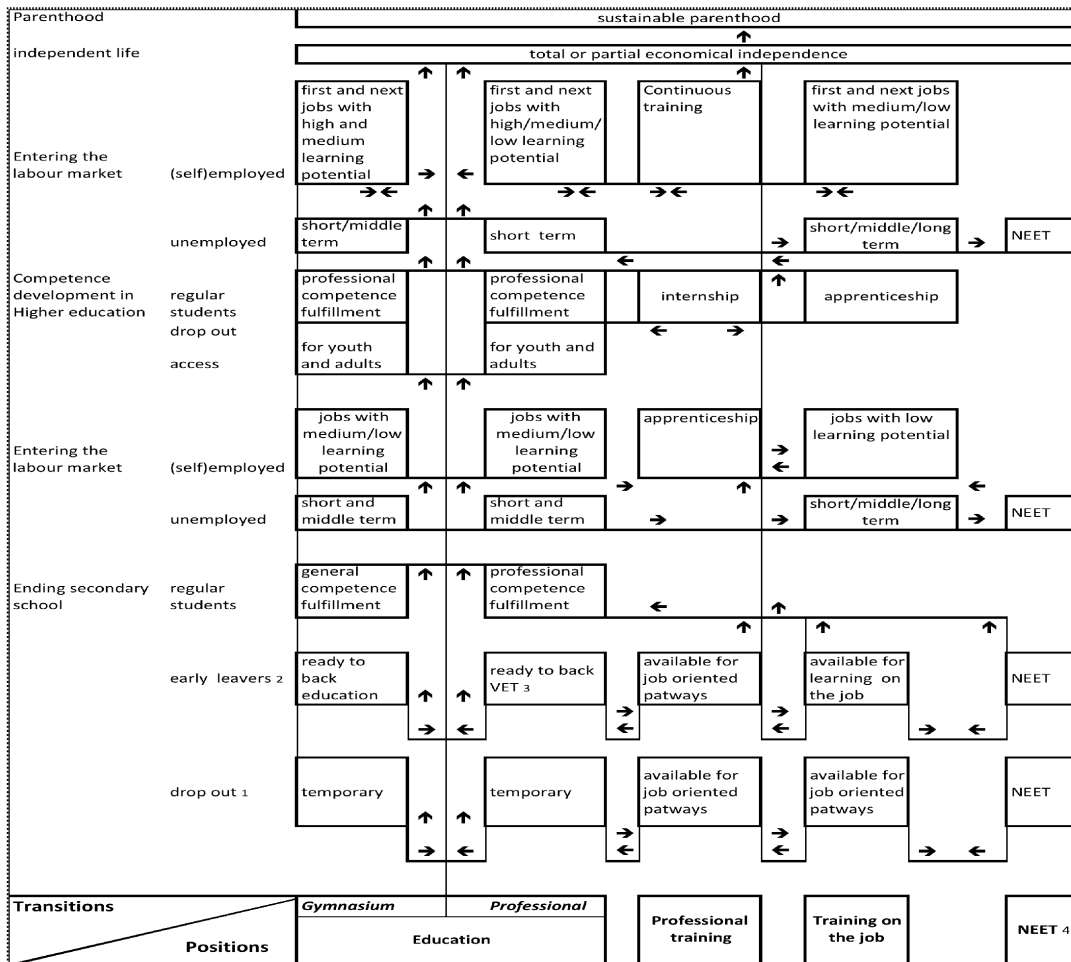 Parenthood
sustainable parenthood
independent life
total or partial economical independence
first and next
jobs with
high and
medium
learning
potential
first and next
jobs with
high/medium/
low learning
potential
Continuous
training
first and next jobs
with medium/low
learning potential
Entering the
labour market
(self)employed
unemployed
short/middle
term
short term
short/middle/long
term
NEET
Competence
development in
Higher education
regular
students
drop out
access
professional
competence
fulfillment
professional
competence
fulfillment
internship
apprenticeship
for youth
and adults
for youth and
adults
Entering the
labour market
(self)employed
jobs with
medium/low
learning
potential
jobs with
medium/low
learning
potential
apprenticeship
jobs with low
learning potential
unemployed
short and
middle term
short and
middle term
short/middle/long
term
NEET
Ending secondary
school
regular
students
general
competence
fulfillment
professional
competence
fulfillment
early leavers 2
ready to
back
education
ready to back
VET 3
available for
job oriented
patways
available for
learning on
the job
NEET
drop out 1
temporary
temporary
available for
job oriented
patways
available for
job oriented
patways
NEET
Transitions
Positions
Gymnasium
Professional
Education
Professional
training
Training on
the job
NEET 4